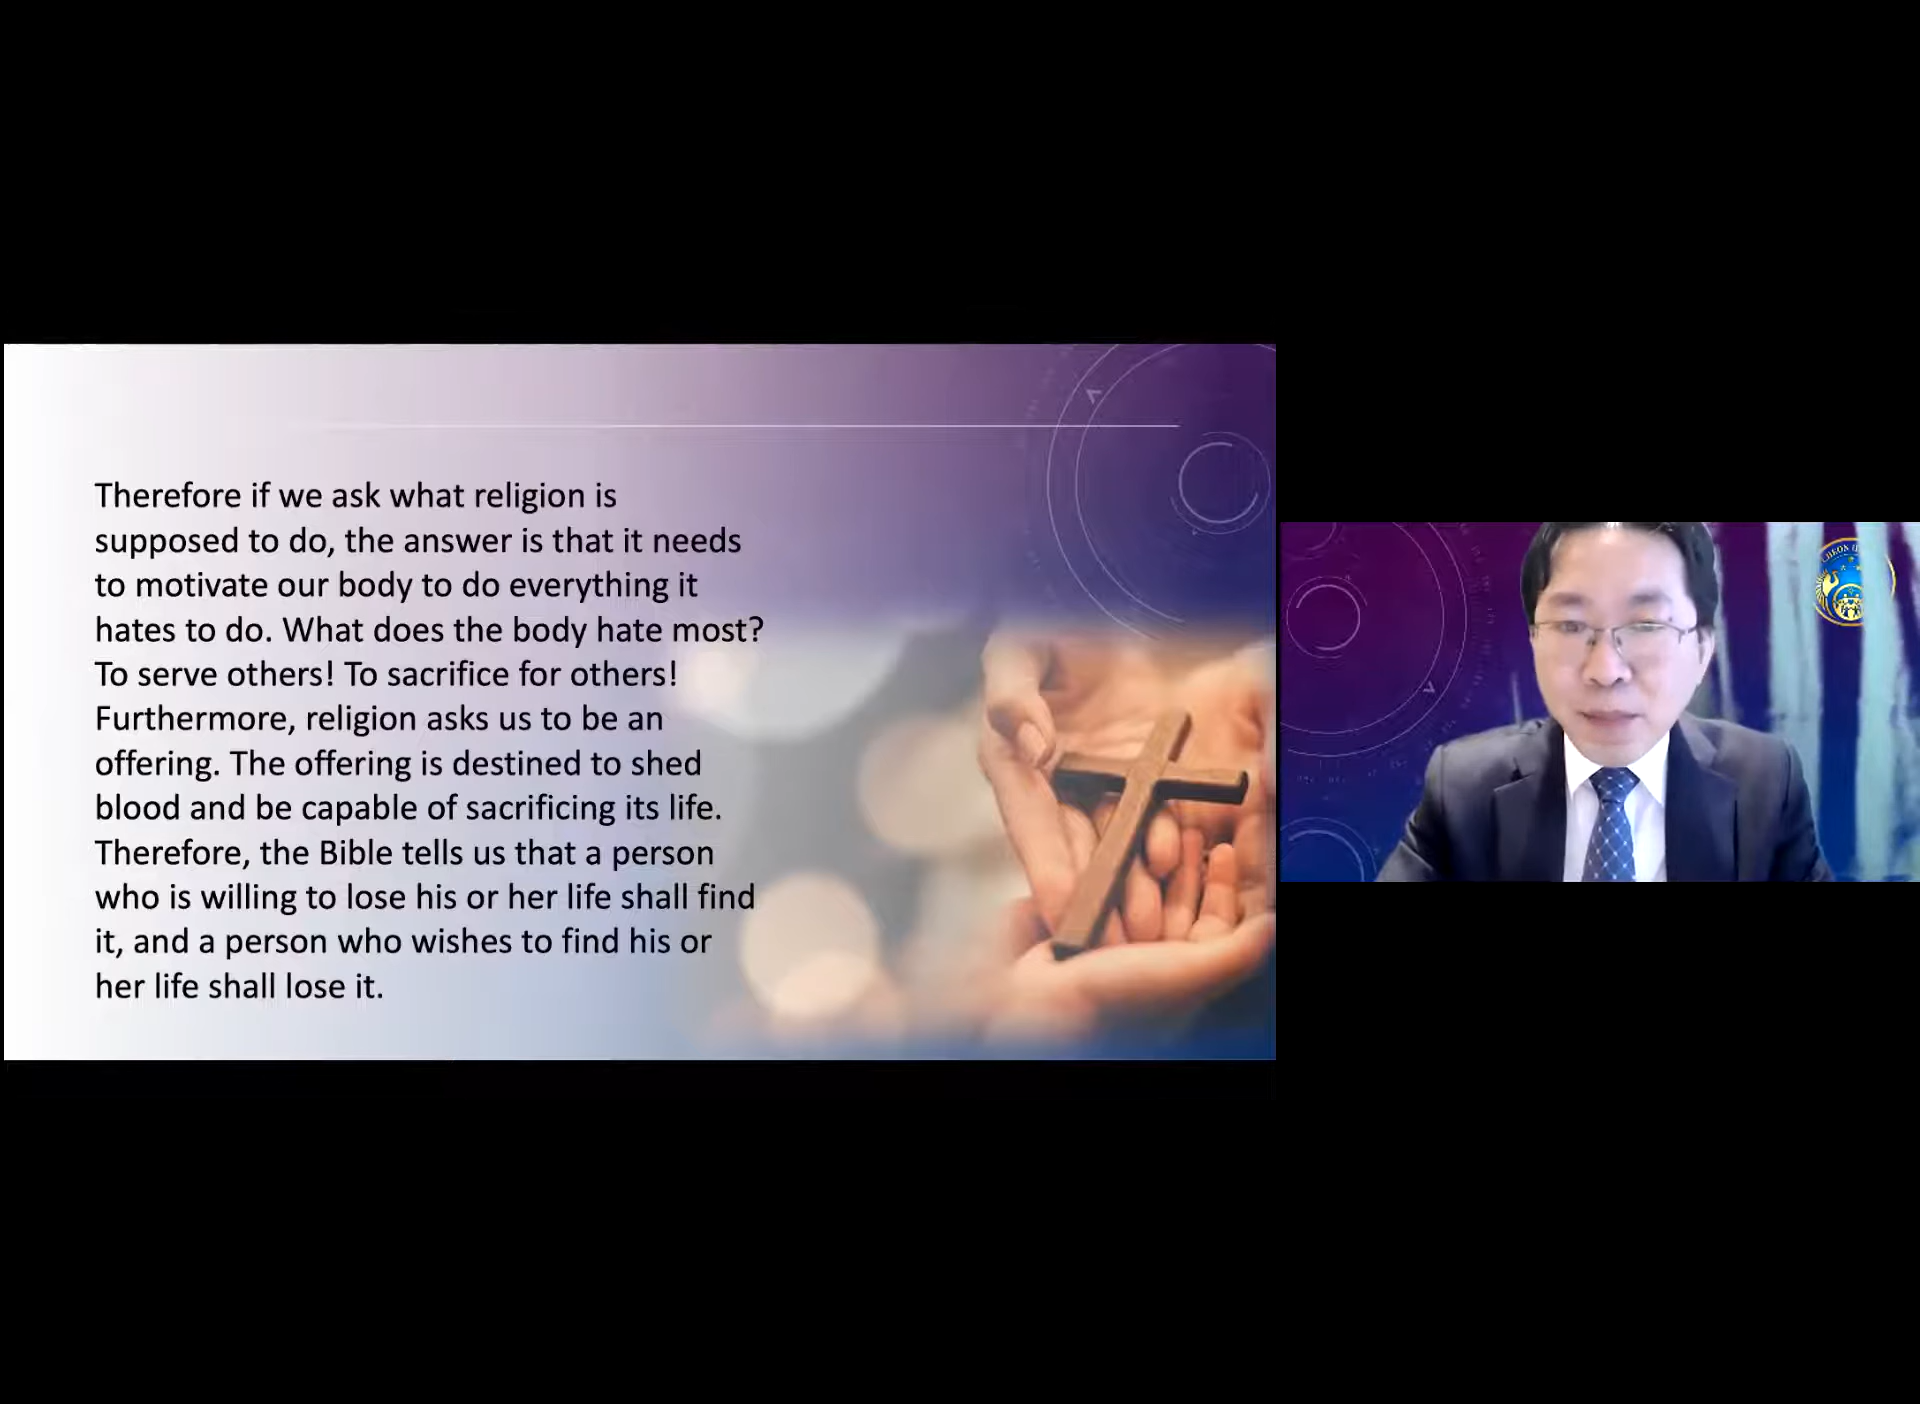 Therefore if we ask what religion is
supposed to do, the answer is that it needs
to motivate our body to do everything it
hates to do. What does the body hate most?
To serve others! To sacrifice for others!
Furthermore, religion asks us to be an
offering. The offering is destined to shed
blood and be capable of sacrificing its life.
Therefore, the Bible tells us that a person
who is willing to lose his or her life shall find
it, and a person who wishes to find his or
her life shall lose it.